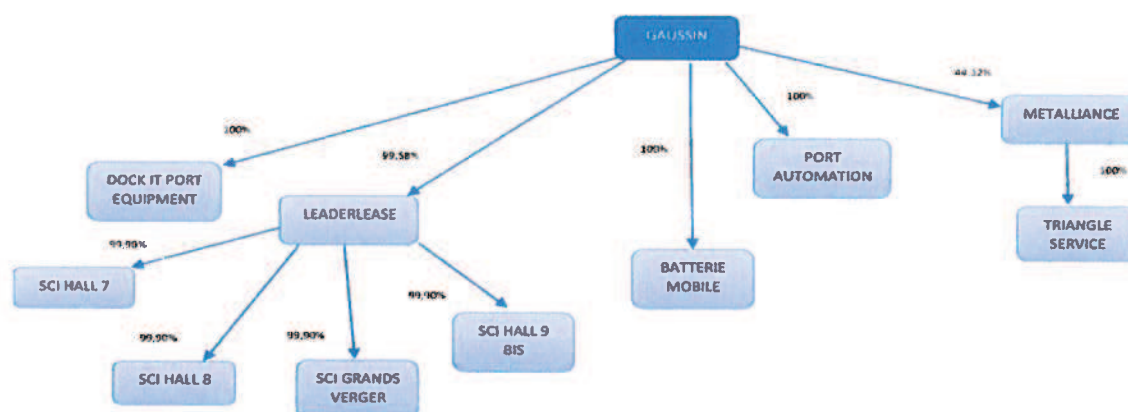 GAUSSIN
METALLIANCE
100%
100%
99,58%
100%
100%
DOCK IT PORT
EQUIPMENT
PORT
AUTOMATION
LEADERLEASE
TRIANGLE
SERVICE
99,90%
SCI HALL 7
BATTERIE
MOBILE
99,90%
99,90%
99,90%
SCI HALL 9
BIS
SCI HALL 8
SCI GRANDS
VERGER